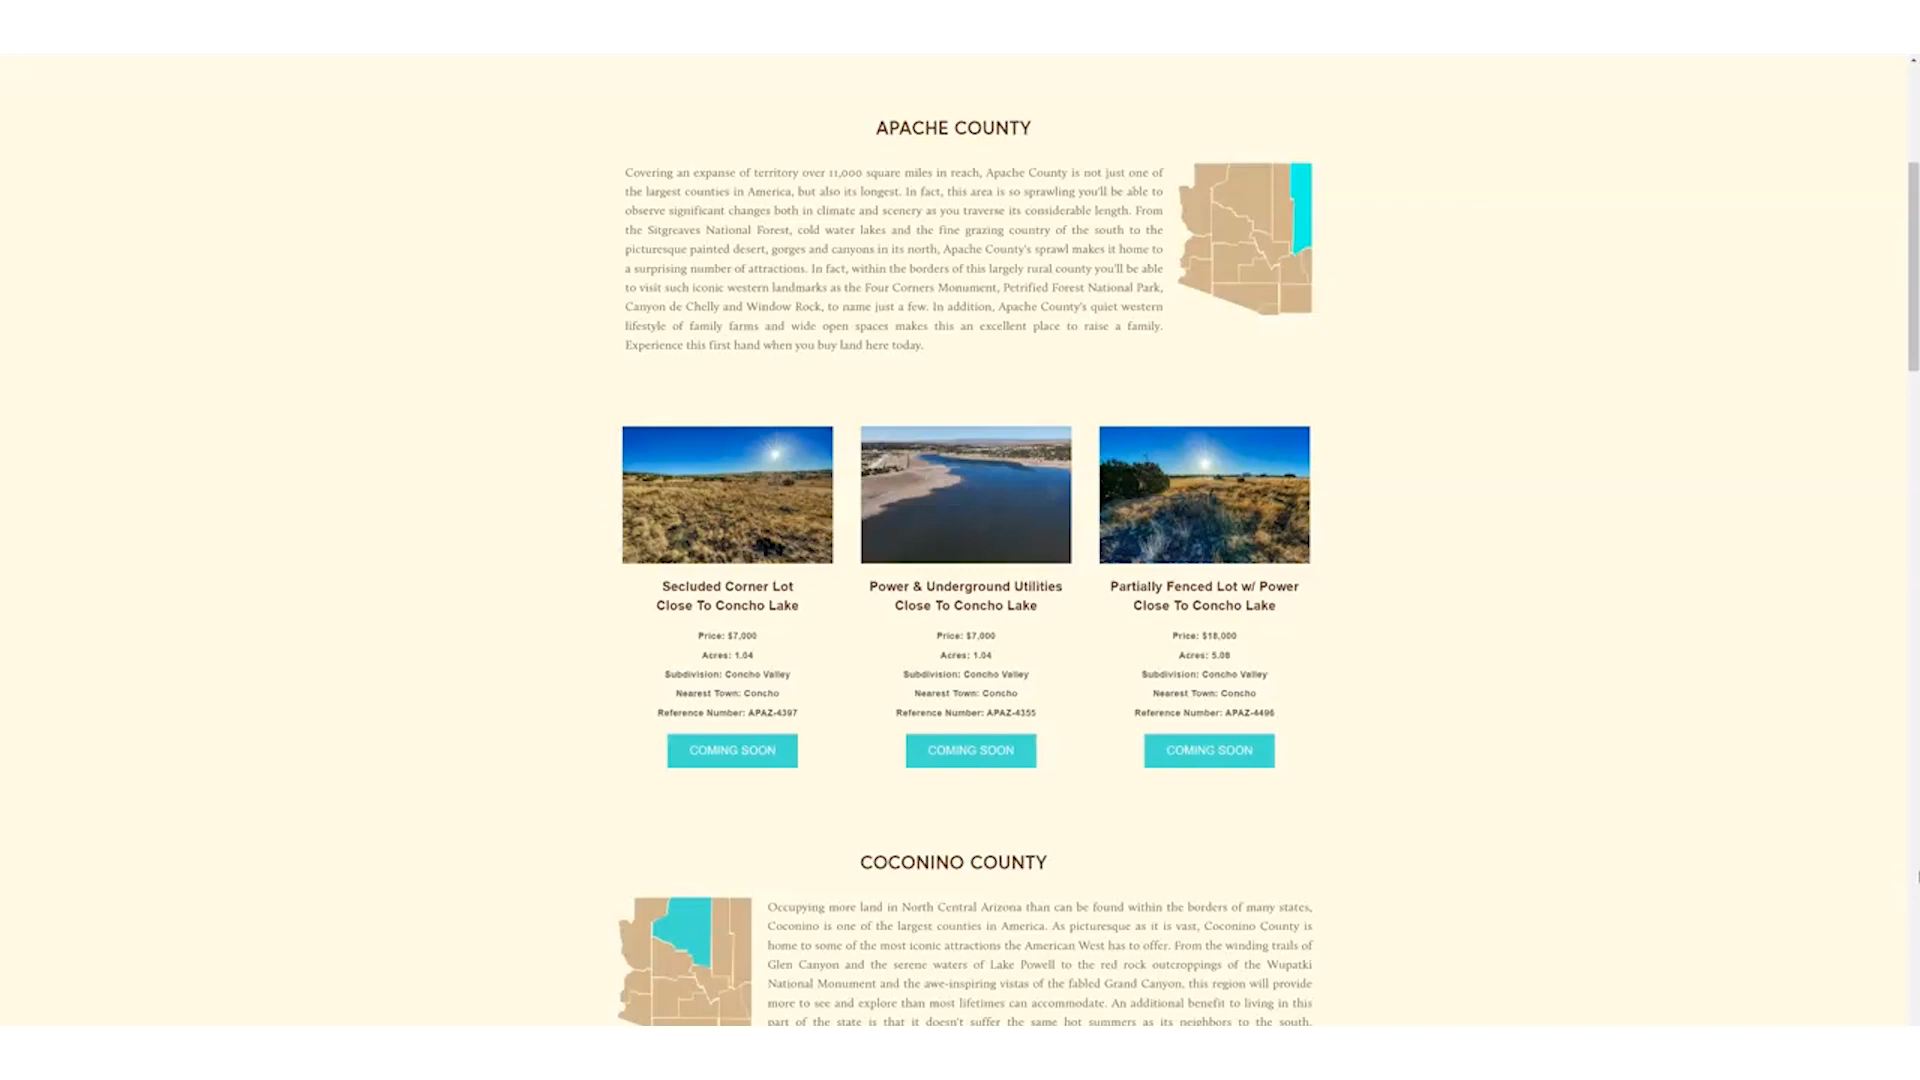 APACHE COUNTY
Covering an expanse of territory over 11,000 square miles in reach, Apache County is not just one of
the largest counties in America, but also its longest. In fact, this area is so sprawling you'll be able to
observe significant changes both in climate and scenery as you traverse its considerable length. From
the Sitgreaves National Forest, cold water lakes and the fine grazing country of the south to the
picturesque painted desert, gorges and canyons in its north, Apache County's sprawl makes it home to
a surprising number of attractions. In fact, within the borders of this largely rural county you'll be able
to visit such iconic western landmarks as the Four Corners Monument, Petrified Forest National Park,
Canyon de Chelly and Window Rock, to name just a few. In addition, Apache County's quiet western
lifestyle of family farms and wide open spaces makes this an excellent place to raise a family.
Experience this first hand when you buy land here today.
Secluded Corner Lot
Close To Concho Lake
Price: $7,000
Acres: 1.04
Subdivision: Concho Valley
Nearest Town: Concho
Reference Number: APAZ-4397
COMING SOON
Power & Underground Utilities
Close To Concho Lake
Price: $7,000
Acres: 1.04
Subdivision: Concho Valley
Nearest Town: Concho
Reference Number: APAZ-4355
COMING SOON
Partially Fenced Lot w/ Power
Close To Concho Lake
Price: $18,000
Acres: 5.08
Subdivision: Concho Valley
Nearest Town: Concho
Reference Number: APAZ-4496
COMING SOON
COCONINO COUNTY
Occupying more land in North Central Arizona than can be found within the borders of many states,
Coconino is one of the largest counties in America. As picturesque as it is vast, Coconino County is
home to some of the most iconic attractions the American West has to offer. From the winding trails of
Glen Canyon and the serene waters of Lake Powell to the red rock outcroppings of the Wupatki
National Monument and the awe-inspiring vistas of the fabled Grand Canyon, this region will provide
more to see and explore than most lifetimes can accommodate. An additional benefit to living in this
part of the state is that it doesn't suffer the same hot summers as its neighbors to the south.